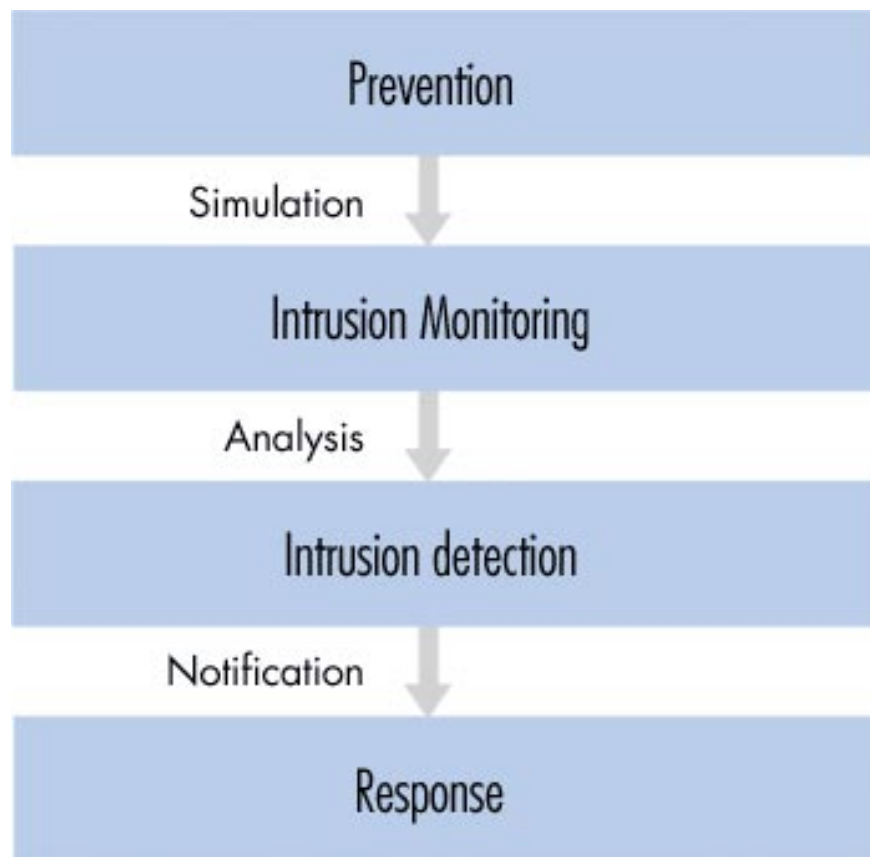 Prevention
Simulation
Intrusion Monitoring
Analysis
Intrusion detection
Notification
Response